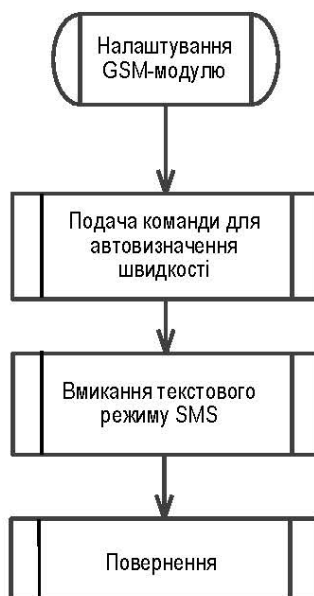 Налаштування
GSM-модулю
Подача команди для
автовизначення
швидкості
Вмикання текстового
режиму SMS
Повернення